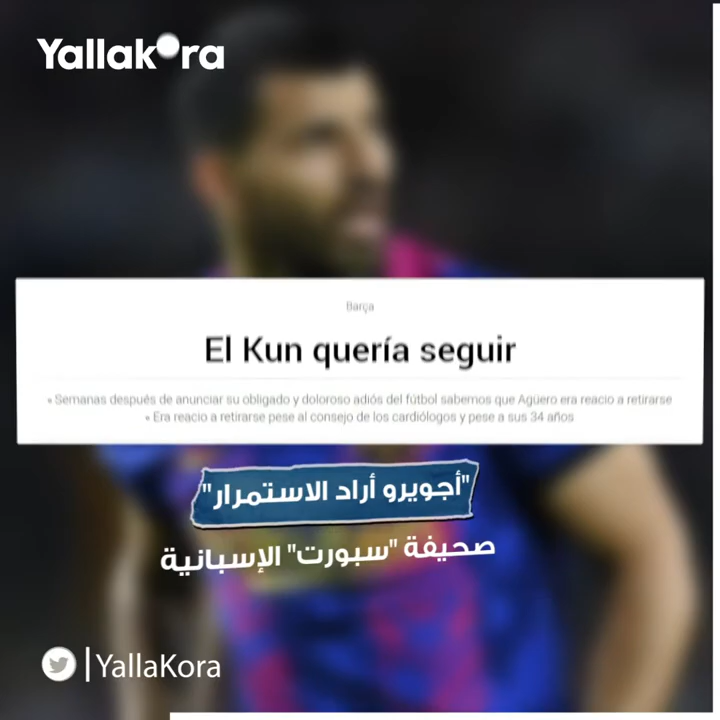 Yallakora
Barça
El Kun quería seguir
• Semanas después de anunciar su obligado y doloroso adiós del fútbol sabemos que Agüero era reacio a retirarse
• Era reacio a retirarse pese al consejo de los cardiólogos y pese a sus 34 años
"أجويرو أراد الاستمرار"
صحيفة "سبورت" الإسبانية
YallaKora